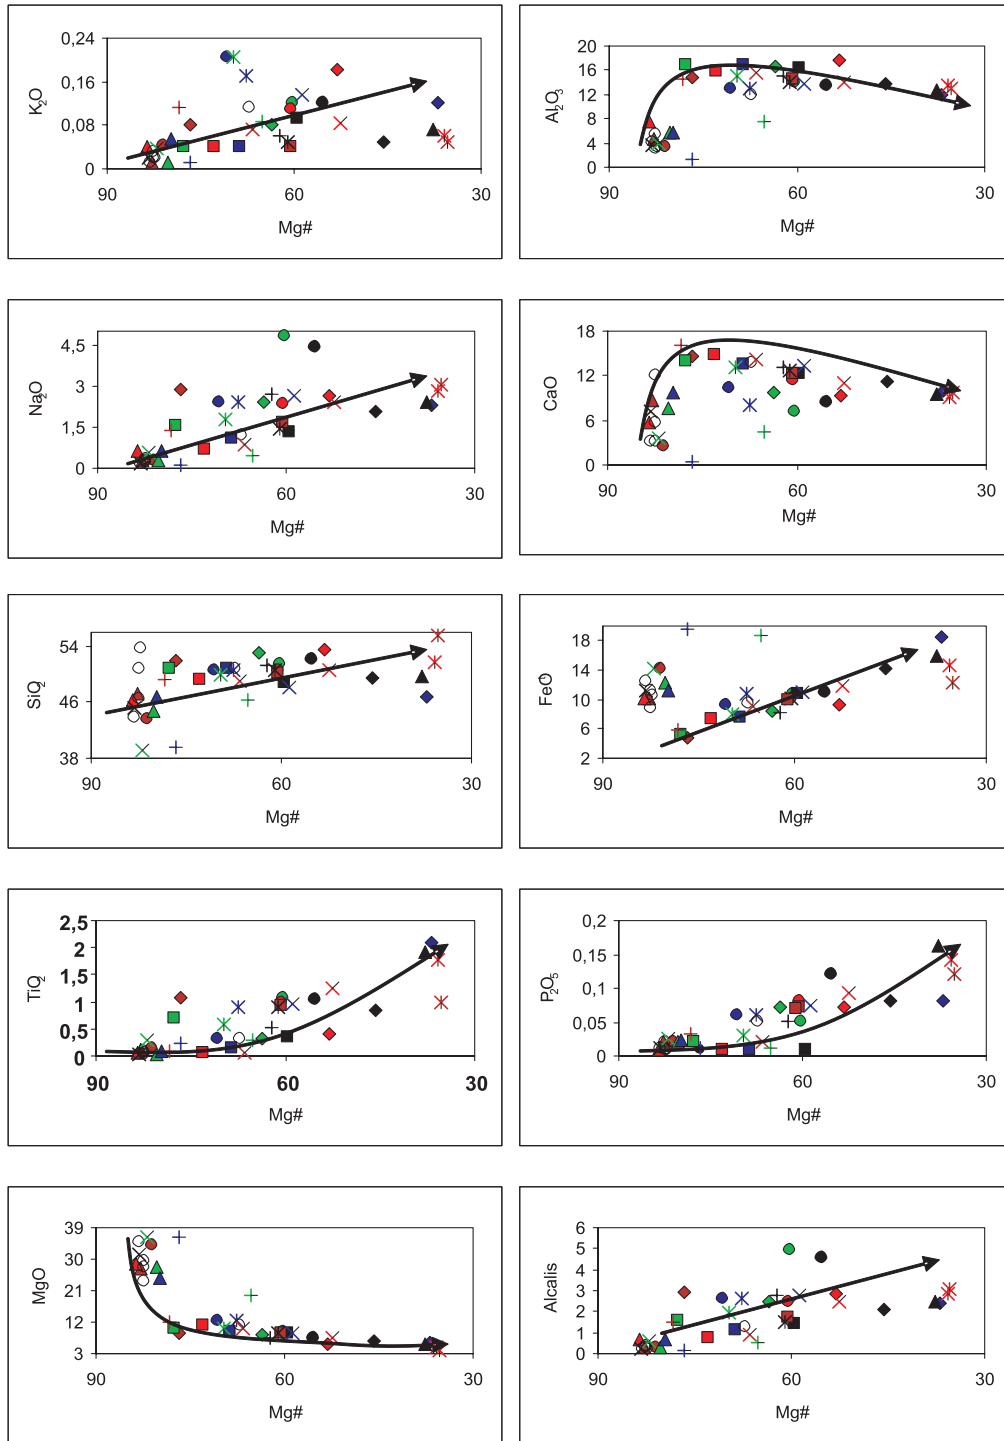 K₂O
0,24
0,16
0,08
0
90 60 30
Mg#
Al₂O₃
20
16
12
8
4
0
90 60 30
Mg#
Na₂O
4,5
3
1.5
0
90 60 30
Mg#
CaO
18
12
6
0
90 60 30
Mg#
SiO₂
54
46
38
90 60 30
Mg#
FeOᵗ
18
14
10
6
2
90 60 30
Mg#
TiO₂
2,5
2
1,5
1
0,5
0
90 60 30
Mg#
P₂O₅
0,2
0,15
0,1
0,05
0
90 60 30
Mg#
MgO
39
30
21
12
3
90 60 30
Mg#
Alcalis
6
5
4
3
2
1
0
90 60 30
Mg#